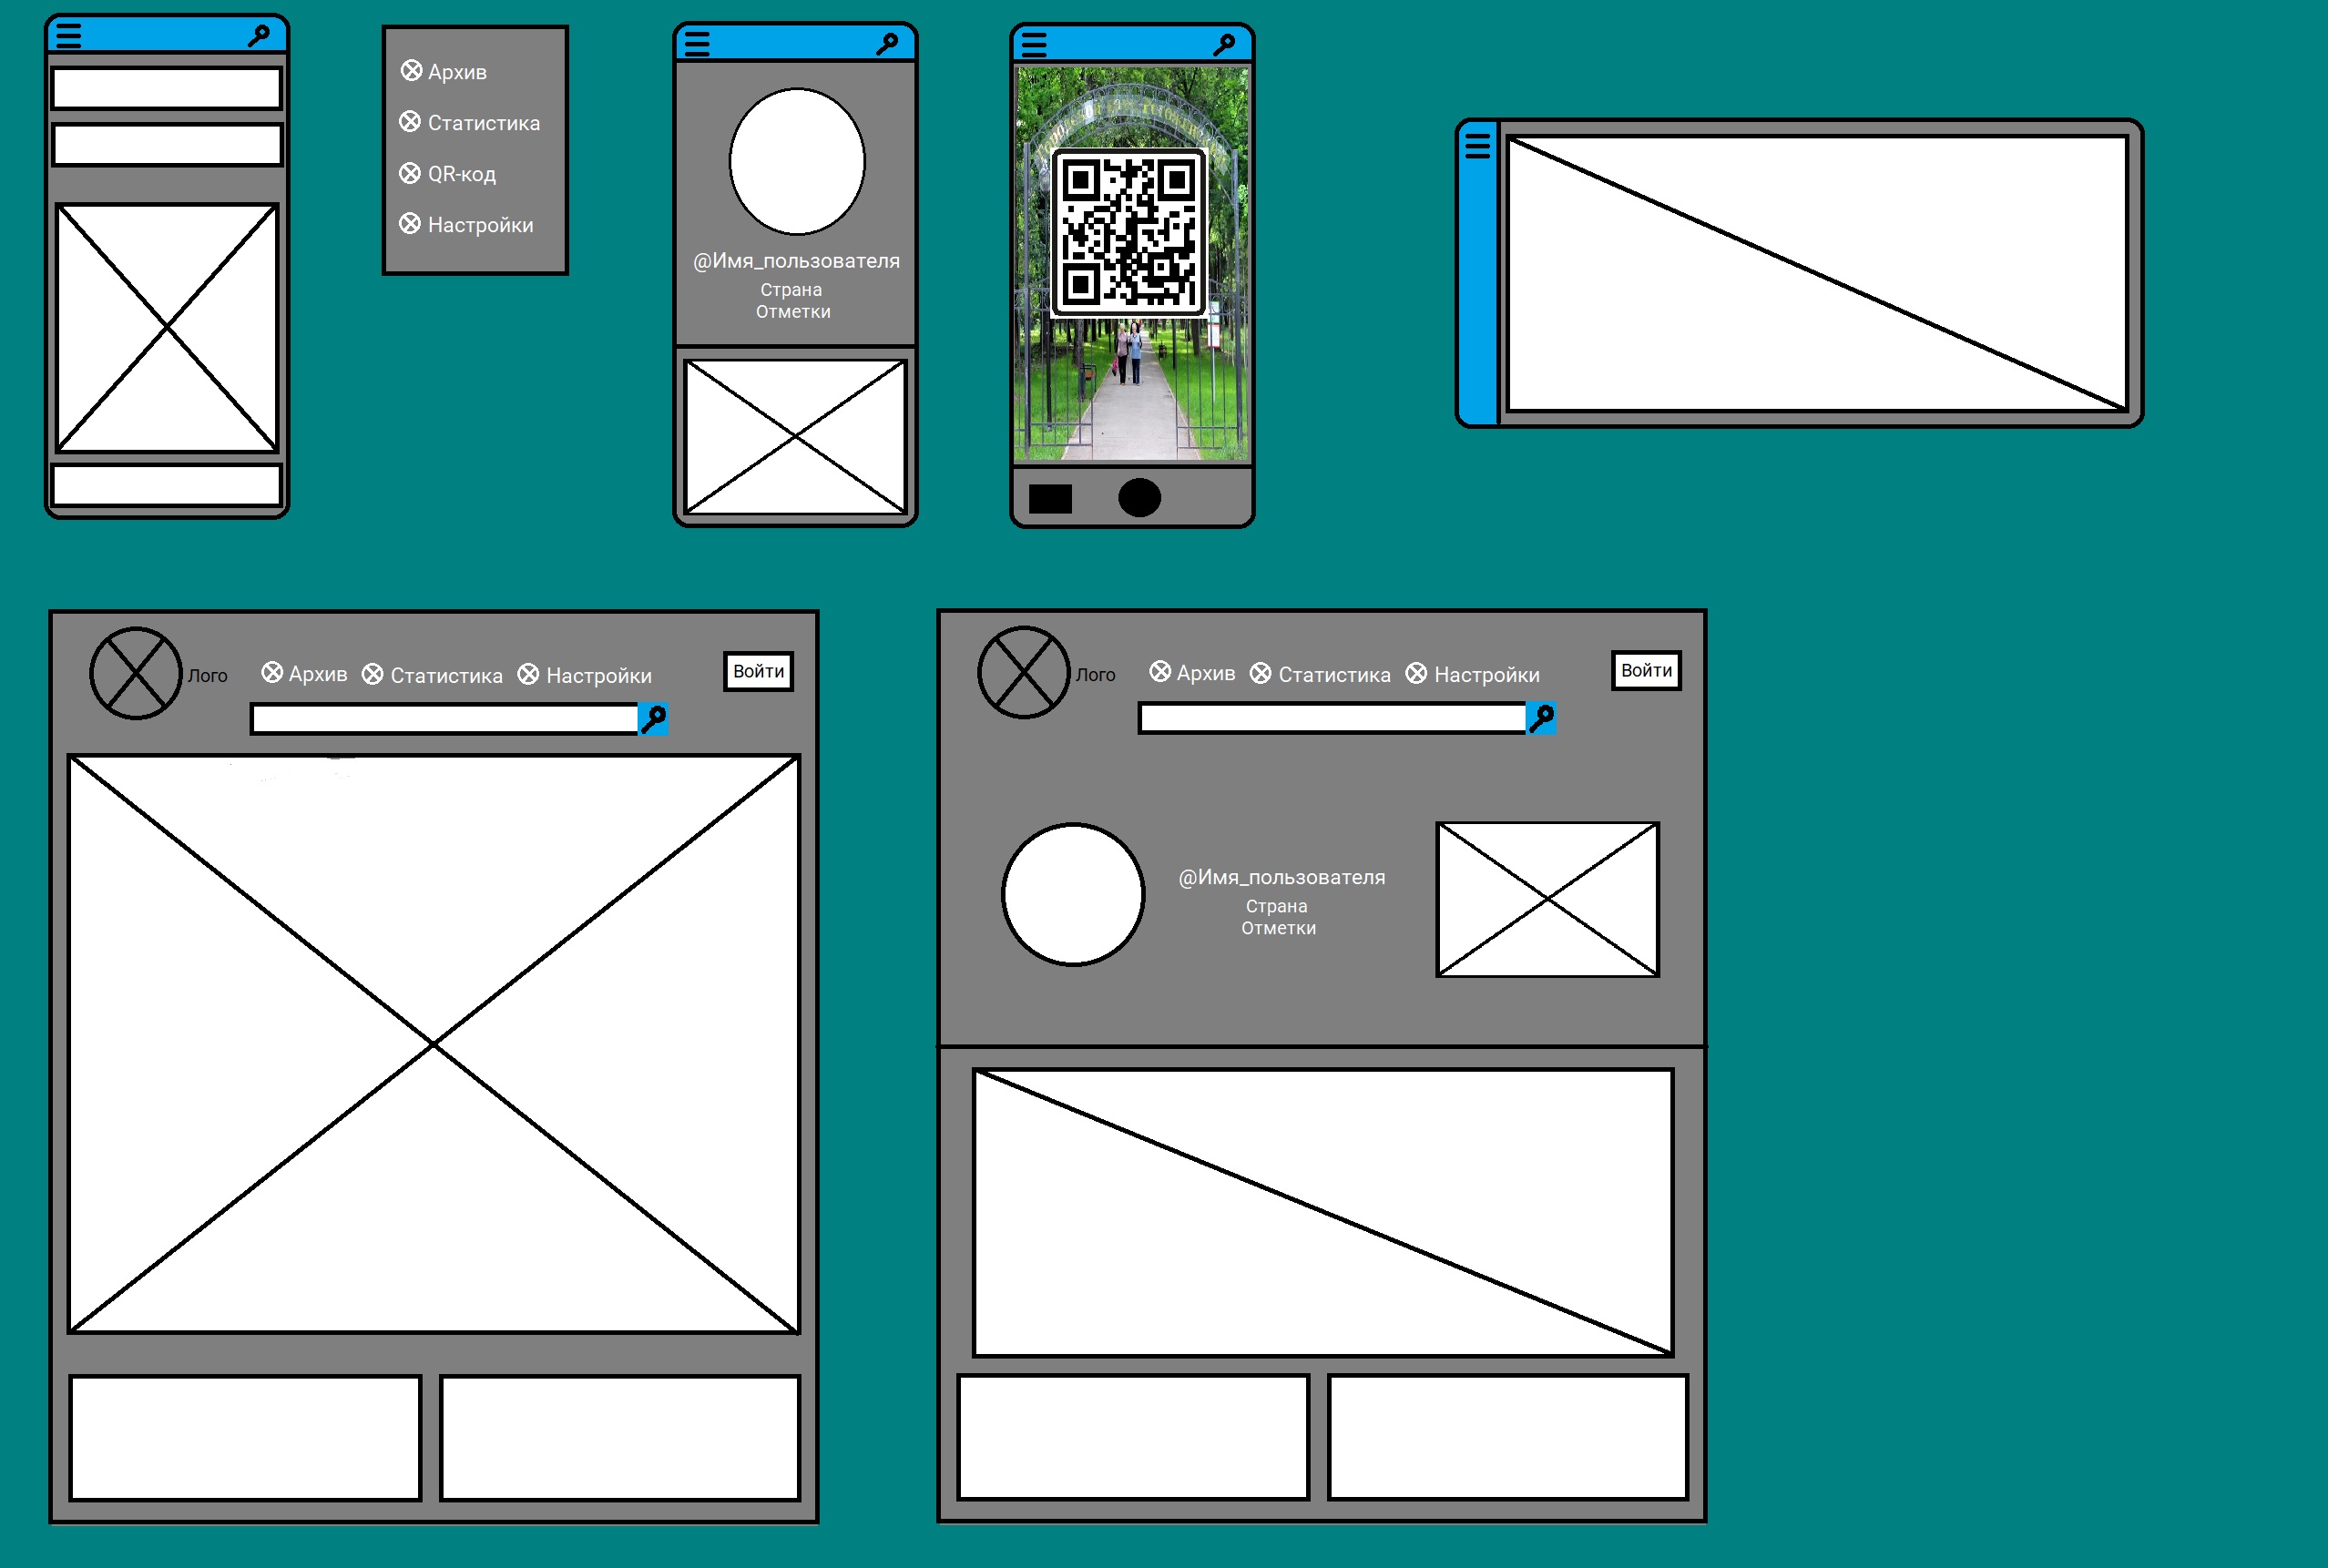 Архив
Статистика
QR-код
Настройки
@Имя_пользователя
Страна
Отметки
Лого
Архив
Статистика
Настройки
Войти
Лого
Архив
Статистика
Настройки
Войти
@Имя_пользователя
Страна
Отметки